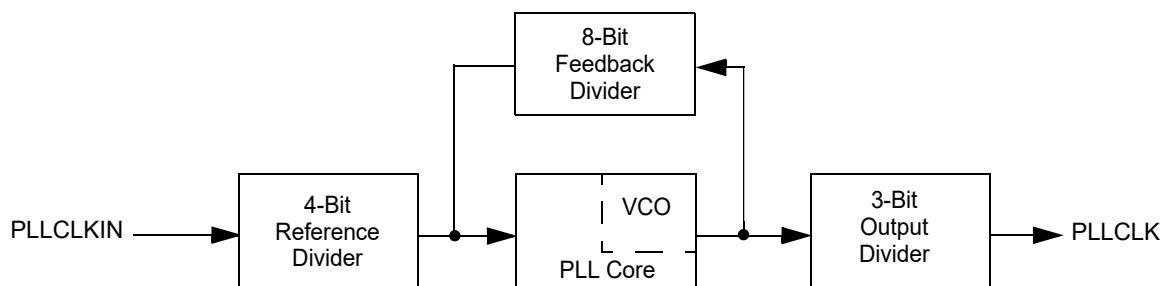 8-Bit
Feedback
Divider
PLLCLKIN
4-Bit
Reference
Divider
VCO
PLL Core
3-Bit
Output
Divider
PLLCLK